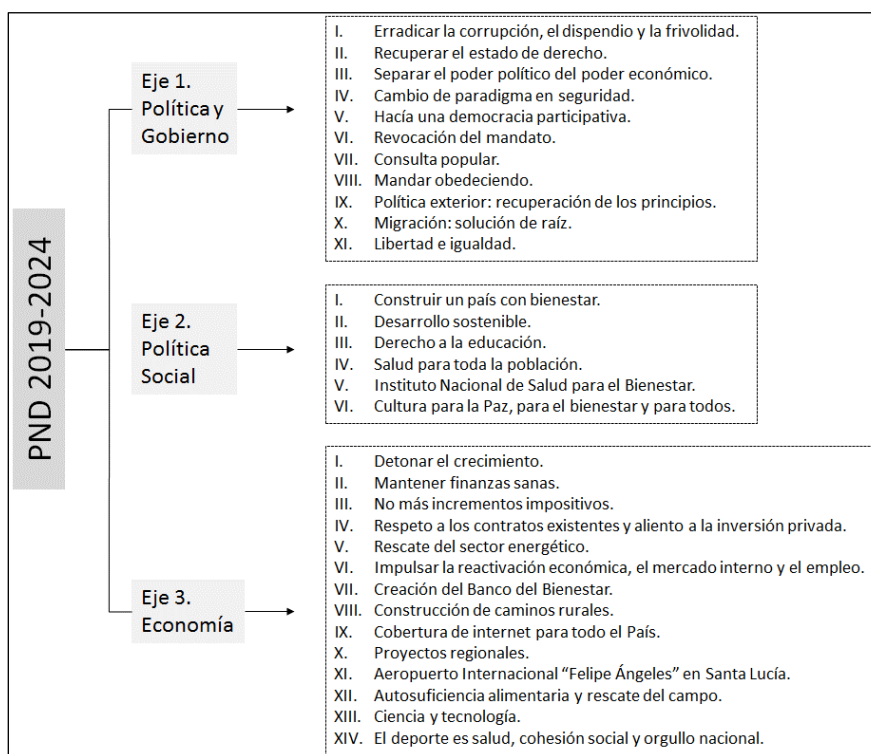 PND 2019-2024
Eje 1.
Política y
Gobierno
I. Erradicar la corrupción, el dispendio y la frivolidad.
II. Recuperar el estado de derecho.
III. Separar el poder político del poder económico.
IV. Cambio de paradigma en seguridad.
V. Hacía una democracia participativa.
VI. Revocación del mandato.
VII. Consulta popular.
VIII. Mandar obedeciendo.
IX. Política exterior: recuperación de los principios.
X. Migración: solución de raíz.
XI. Libertad e igualdad.
Eje 2.
Política
Social
I. Construir un país con bienestar.
II. Desarrollo sostenible.
III. Derecho a la educación.
IV. Salud para toda la población.
V. Instituto Nacional de Salud para el Bienestar.
VI. Cultura para la Paz, para el bienestar y para todos.
Eje 3.
Economía
I. Detonar el crecimiento.
II. Mantener finanzas sanas.
III. No más incrementos impositivos.
IV. Respeto a los contratos existentes y aliento a la inversión privada.
V. Rescate del sector energético.
VI. Impulsar la reactivación económica, el mercado interno y el empleo.
VII. Creación del Banco del Bienestar.
VIII. Construcción de caminos rurales.
IX. Cobertura de internet para todo el País.
X. Proyectos regionales.
XI. Aeropuerto Internacional “Felipe Ángeles” en Santa Lucía.
XII. Autosuficiencia alimentaria y rescate del campo.
XIII. Ciencia y tecnología.
XIV. El deporte es salud, cohesión social y orgullo nacional.